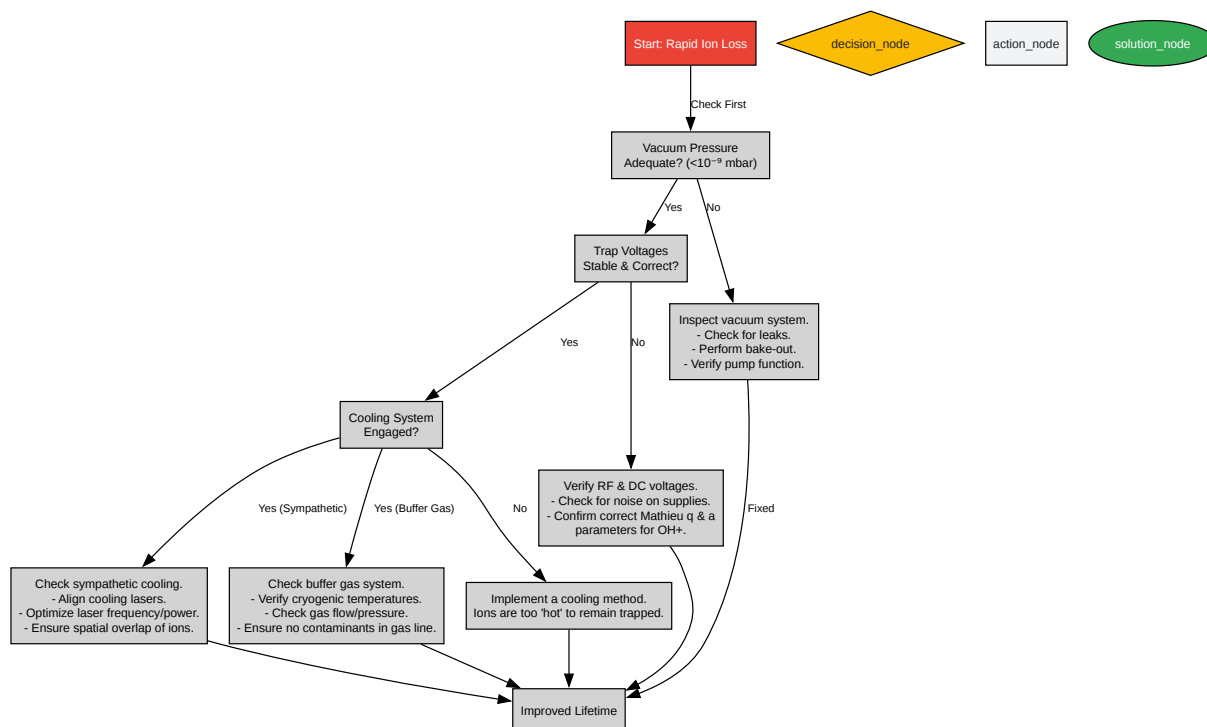 Start: Rapid Ion Loss
decision_node
action_node
solution_node
Check First
Vacuum Pressure
Adequate? (<10⁻⁹ mbar)
Yes
No
Trap Voltages
Stable & Correct?
Inspect vacuum system.
- Check for leaks.
- Perform bake-out.
- Verify pump function.
Yes
No
Cooling System
Engaged?
Verify RF & DC voltages.
- Check for noise on supplies.
- Confirm correct Mathieu q & a
parameters for OH+.
Yes (Sympathetic)
Yes (Buffer Gas)
No
Fixed
Check sympathetic cooling.
- Align cooling lasers.
- Optimize laser frequency/power.
- Ensure spatial overlap of ions.
Check buffer gas system.
- Verify cryogenic temperatures.
- Check gas flow/pressure.
- Ensure no contaminants in gas line.
Implement a cooling method.
Ions are too 'hot' to remain trapped.
Improved Lifetime